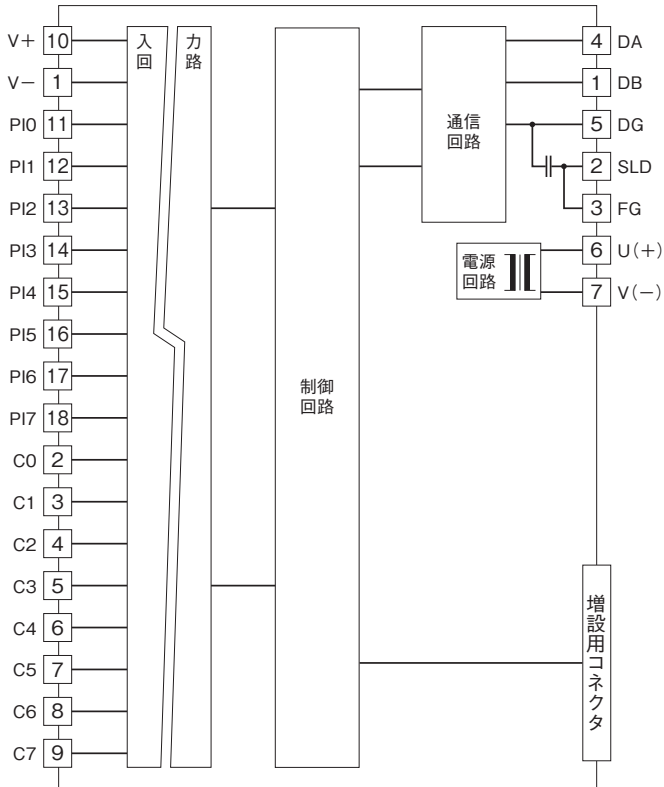 V+ 10
V− 1
PI0 11
PI1 12
PI2 13
PI3 14
PI4 15
PI5 16
PI6 17
PI7 18
C0 2
C1 3
C2 4
C3 5
C4 6
C5 7
C6 8
C7 9
入力
回路
制御
回路
通信
回路
電源
回路
4 DA
1 DB
5 DG
2 SLD
3 FG
6 U(+)
7 V(−)
増設用コネクタ